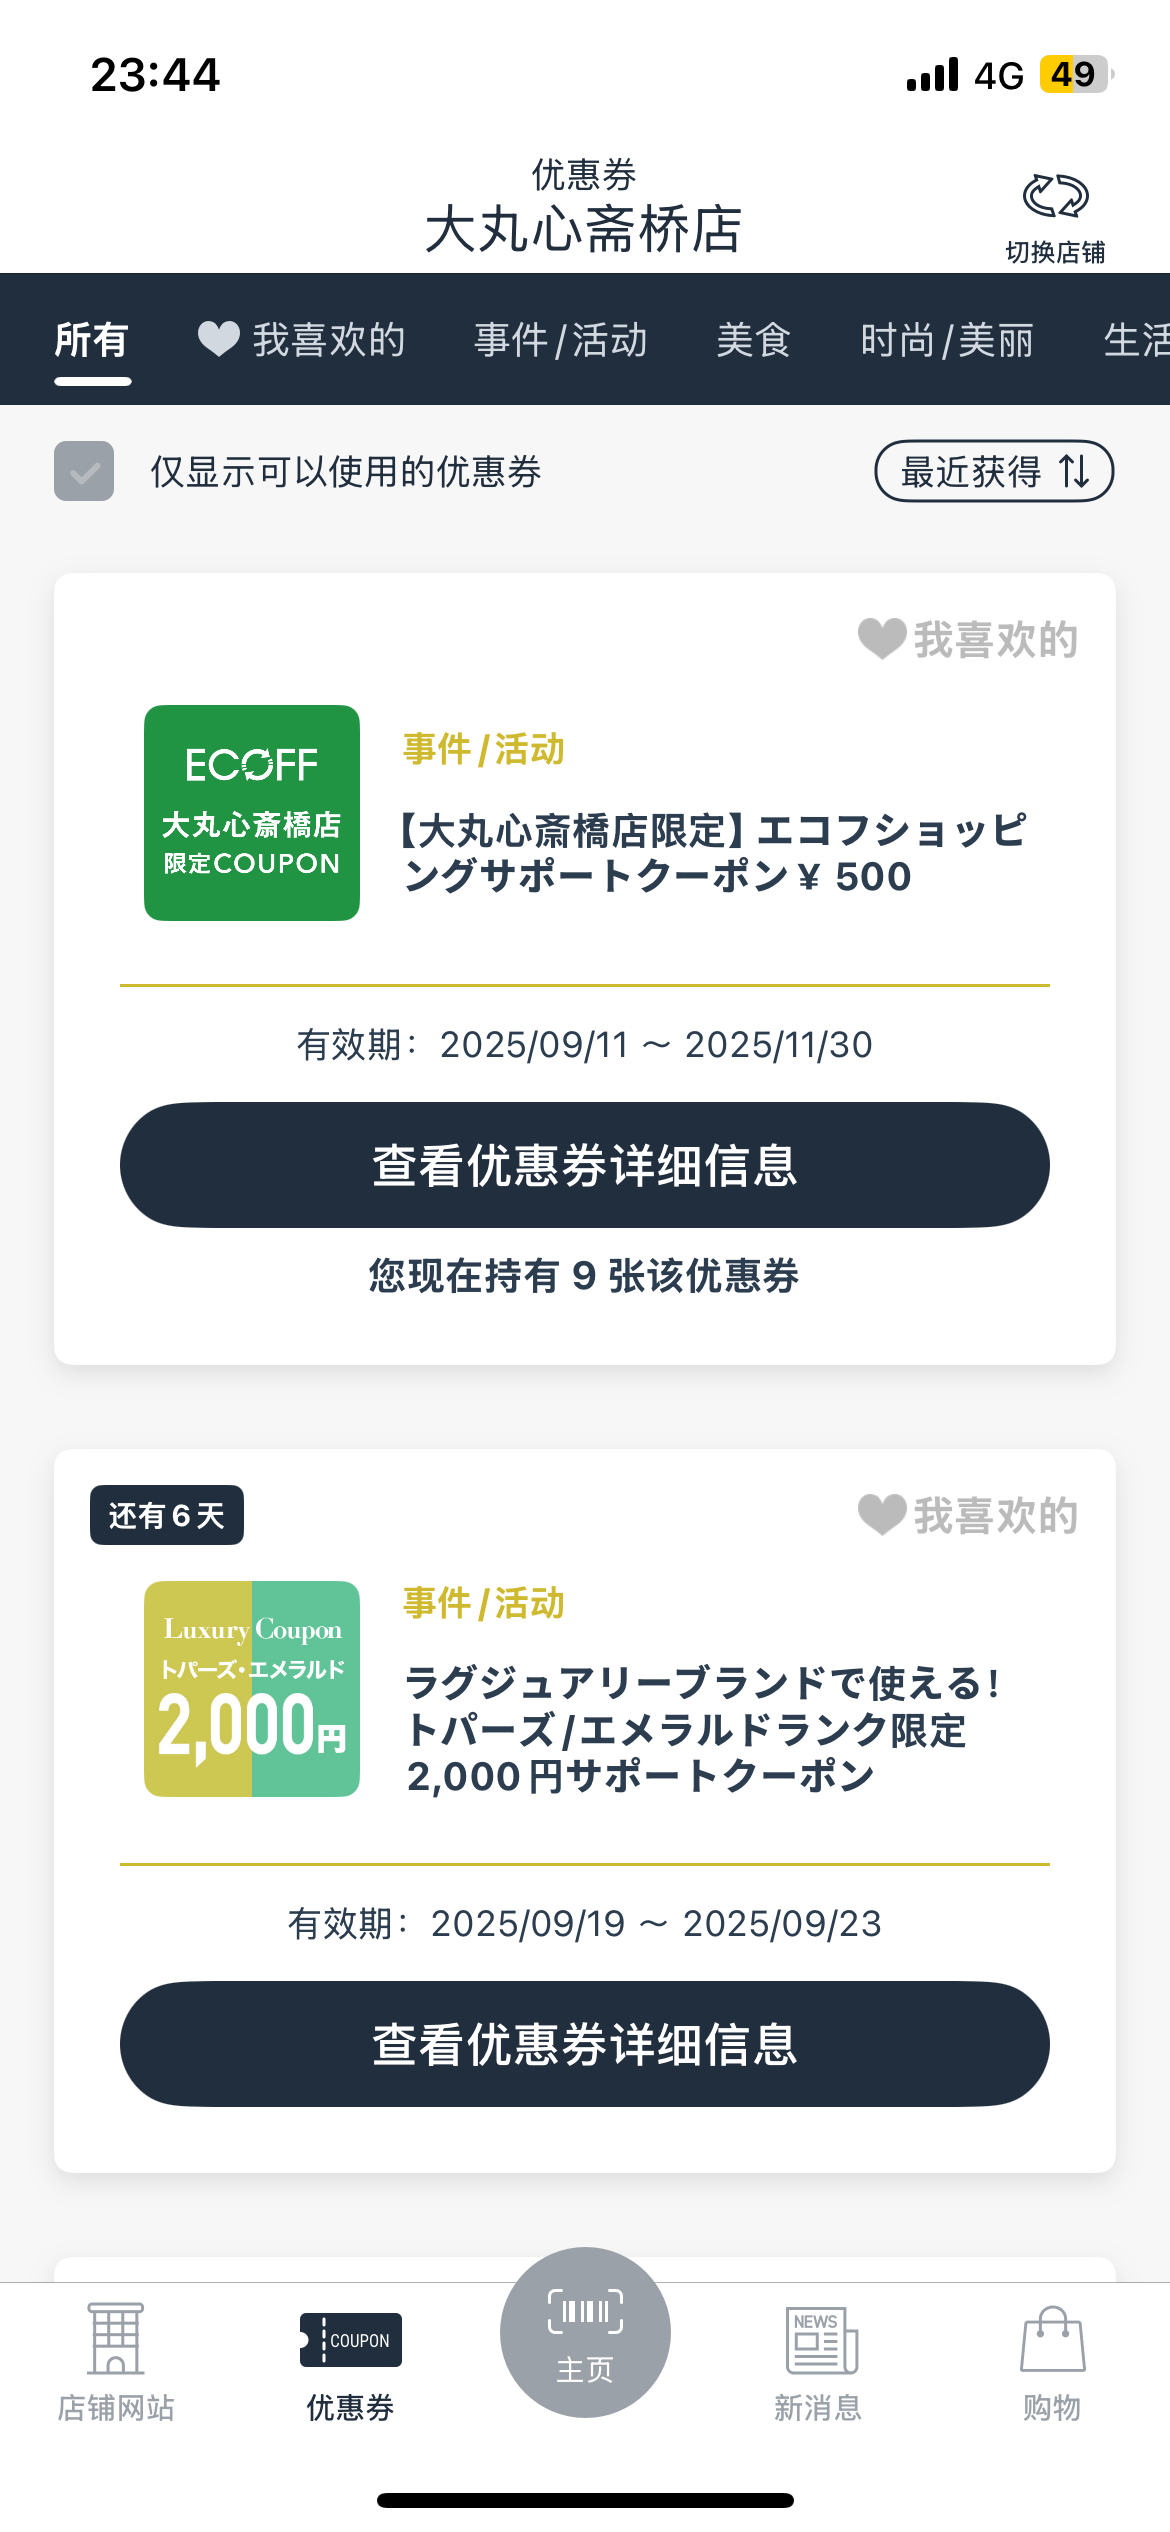 23:44
4G 49
优惠券
大丸心斋桥店
切换店铺
所有 我喜欢的 事件/活动 美食 时尚/美丽 生活
仅显示可以使用的优惠券
最近获得
我喜欢的
ECOFF
大丸心斎橋店
限定COUPON
事件/活动
【大丸心斎橋店限定】エコフショッピ
ングサポートクーポン¥ 500
有效期： 2025/09/11 ～ 2025/11/30
查看优惠券详细信息
您现在持有 9 张该优惠券
还有6天
我喜欢的
Luxury Coupon
トパーズ・エメラルド
2,000円
事件/活动
ラグジュアリーブランドで使える！
トパーズ/エメラルドランク限定
2,000円サポートクーポン
有效期： 2025/09/19 ～ 2025/09/23
查看优惠券详细信息
COUPON
NEWS
店铺网站 优惠券 主页 新消息 购物